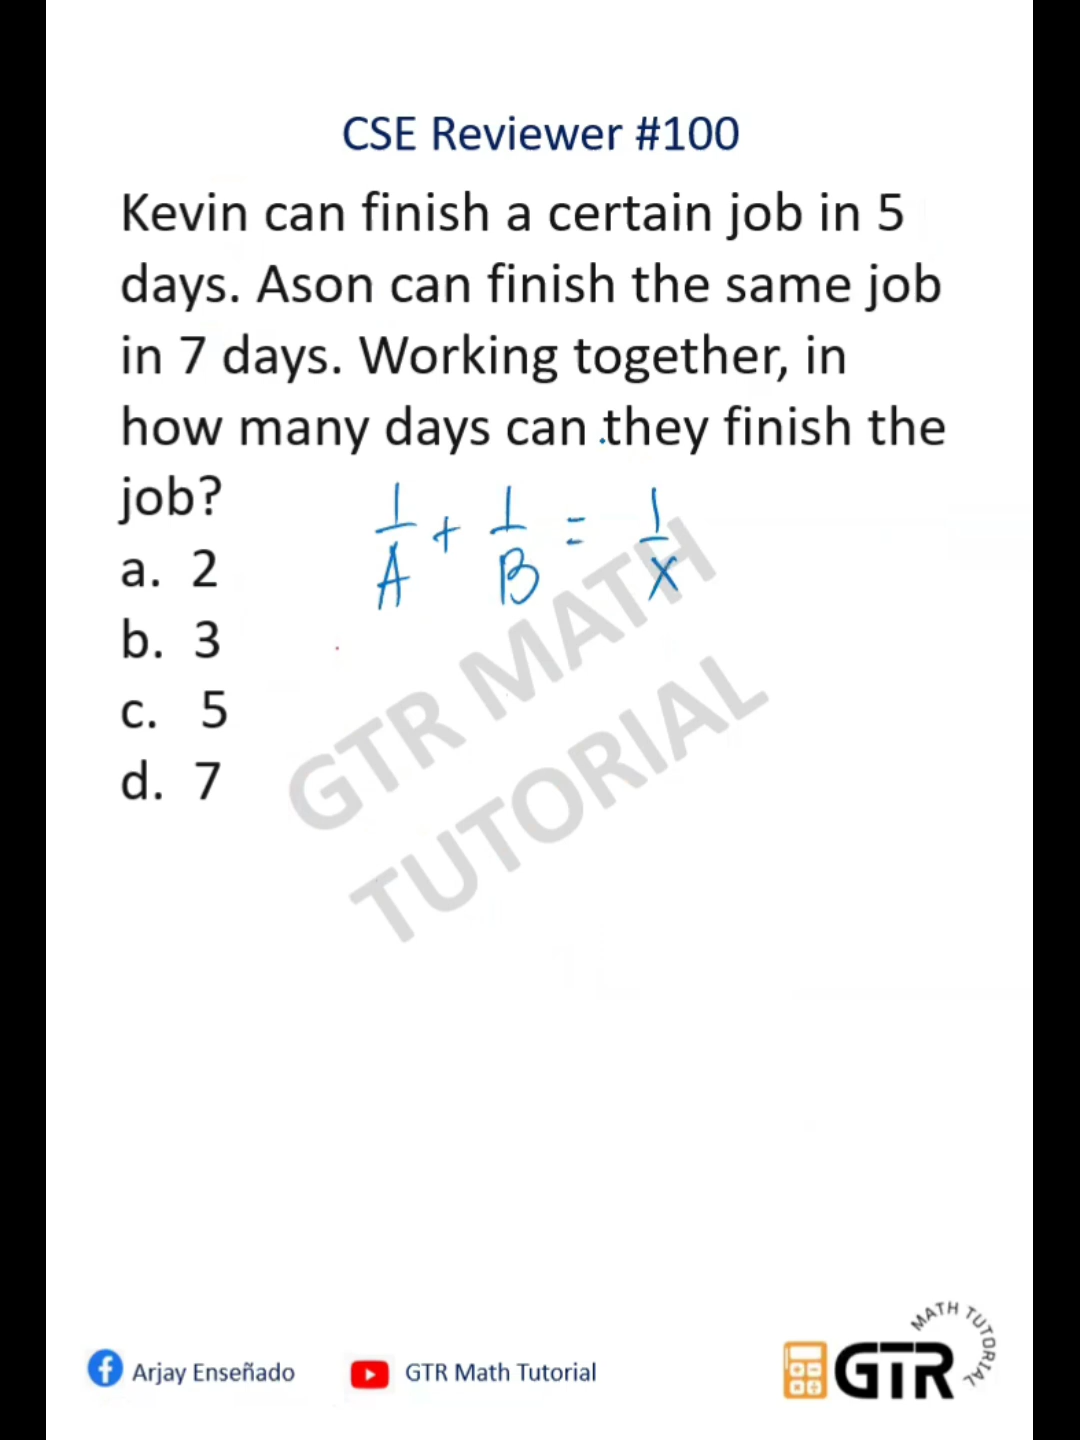 CSE Reviewer #100
Kevin can finish a certain job in 5
days. Ason can finish the same job
in 7 days. Working together, in
how many days can they finish the
job?
1/A + 1/B = 1/x
a. 2
b. 3
c. 5
d. 7
GTR MATH
TUTORIAL
Arjay Enseñado
GTR Math Tutorial
GTR
MATH TUTORIAL